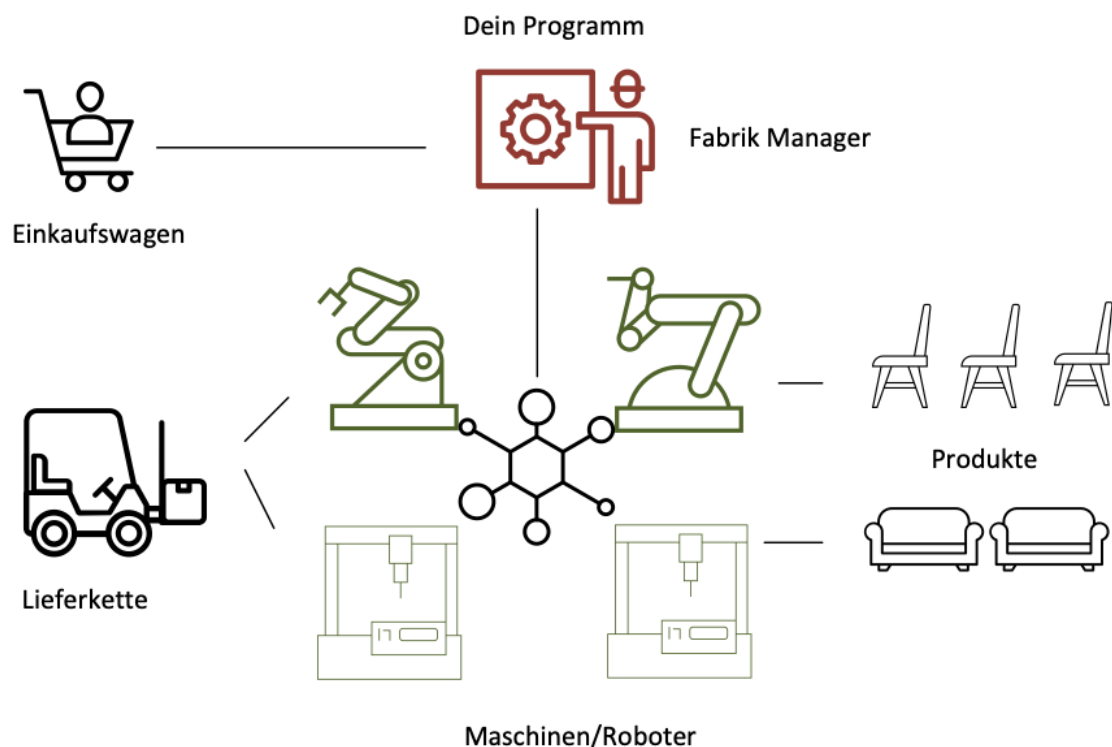 Dein Programm
Fabrik Manager
Einkaufswagen
Produkte
Lieferkette
Maschinen/Roboter